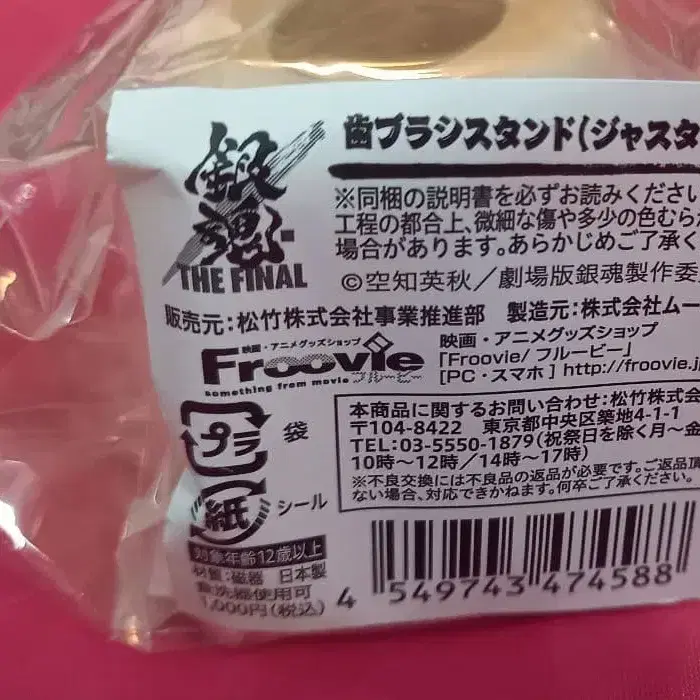 銀魂
THE FINAL
歯ブラシスタンド(ジャスタ
※同梱の説明書を必ずお読みください
工程の都合上、微細な傷や多少の色むらが
場合があります。あらかじめご了承く
©空知英秋/劇場版銀魂製作委
販売元:松竹株式会社事業推進部 製造元:株式会社ムー
映画・アニメグッズショップ
Froovie
フルービー
something from movie
映画・アニメグッズショップ
「Froovie/ フルービー」
[PC・スマホ] http://froovie.j
プラ 袋
紙 シール
本商品に関するお問い合わせ:松竹株式会
〒104-8422 東京都中央区築地4-1-1
TEL:03-5550-1879(祝祭日を除く月~金
10時~12時/14時~17時)
※不良交換には不良品の返品が必要です。ご返品頂
ない場合、対応できかねます。何卒ご了承ください。
対象年齢12歳以上
材質:磁器 日本製
食洗器使用可
1,000円(税込)
4 549743 474588